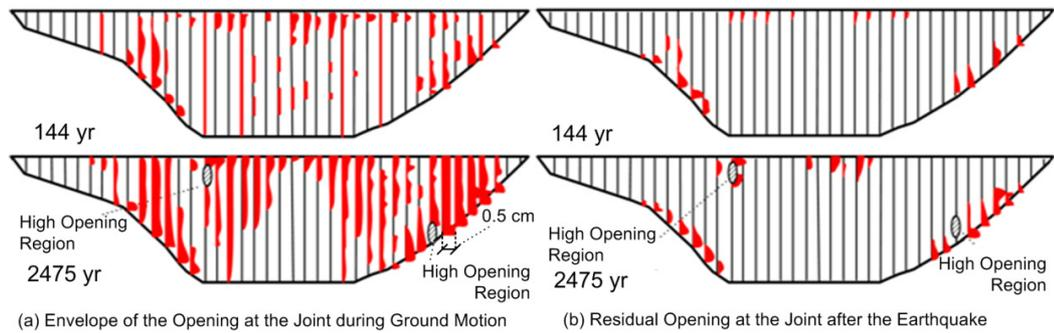 144 yr
144 yr
High Opening
Region
2475 yr
0.5 cm
High Opening
Region
High Opening
Region
2475 yr
High Opening
Region
(a) Envelope of the Opening at the Joint during Ground Motion
(b) Residual Opening at the Joint after the Earthquake